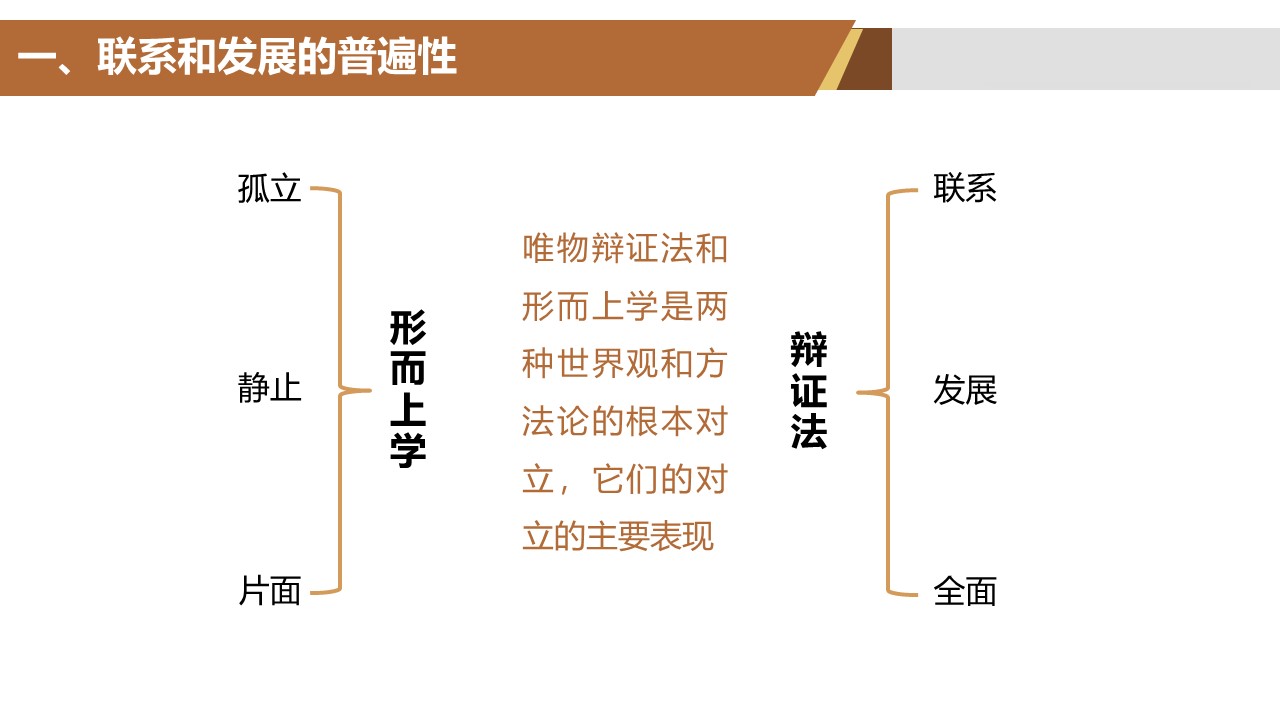 一、联系和发展的普遍性
孤立
静止
片面
形而上学
唯物辩证法和
形而上学是两
种世界观和方
法论的根本对
立，它们的对
立的主要表现
辩证法
联系
发展
全面